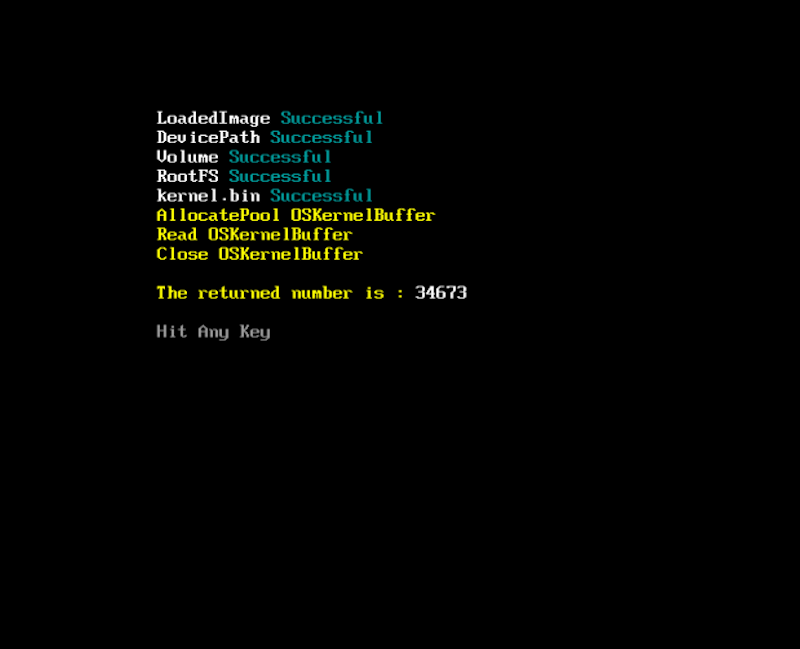 LoadedImage Successful
DevicePath Successful
Volume Successful
RootFS Successful
kernel.bin Successful
AllocatePool OSKernelBuffer
Read OSKernelBuffer
Close OSKernelBuffer
The returned number is : 34673
Hit Any Key